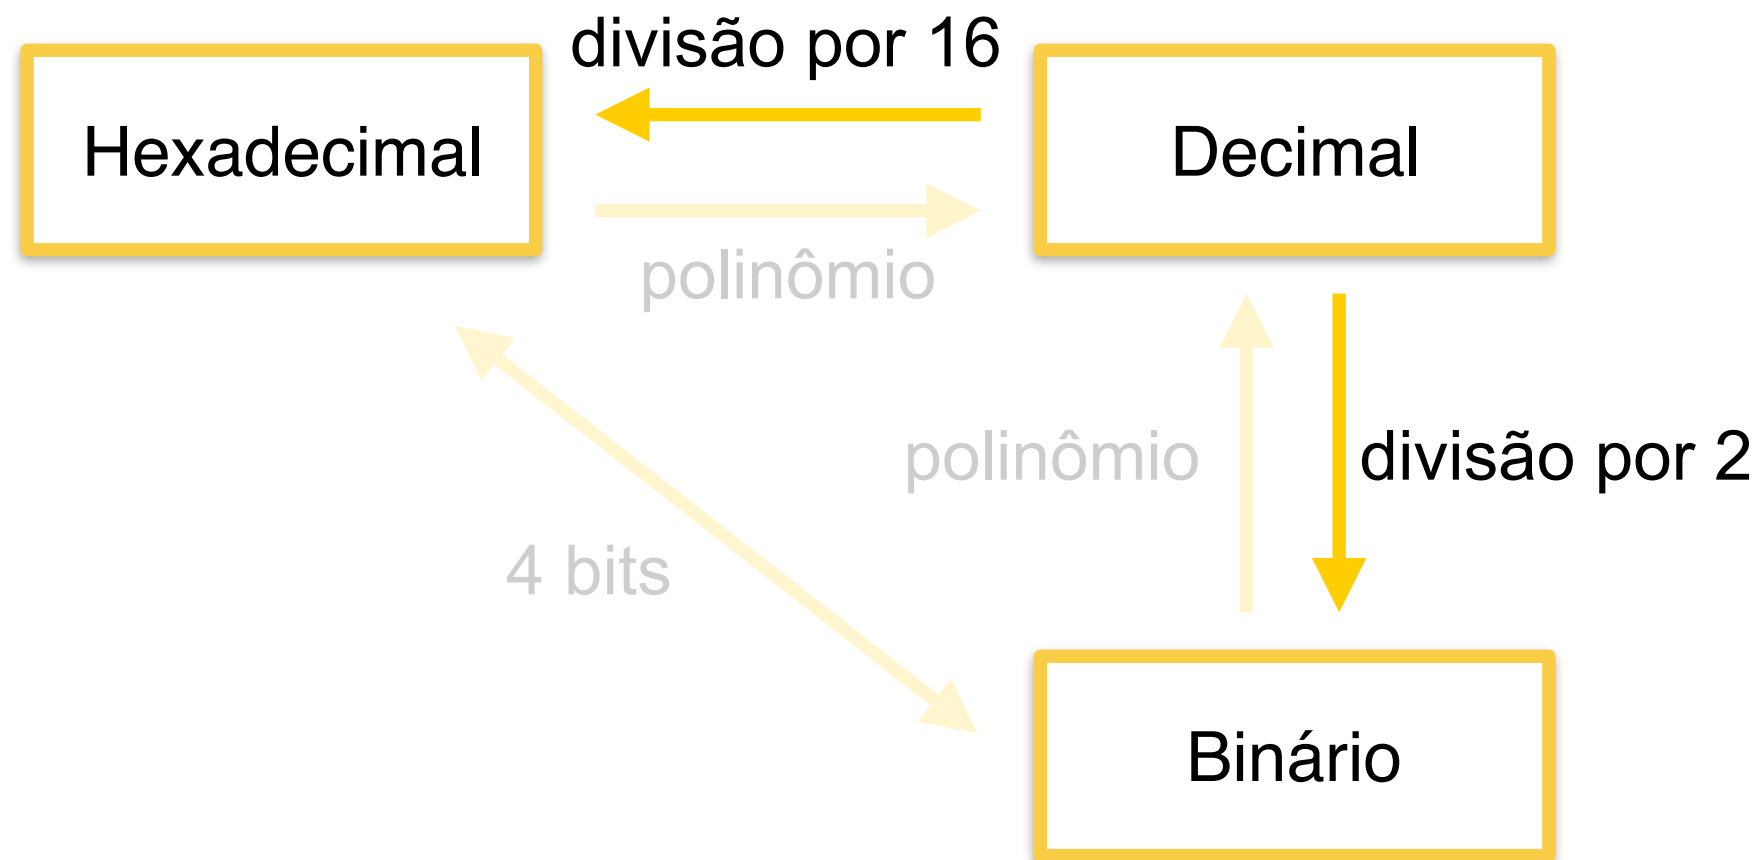 divisão por 16
Hexadecimal
Decimal
polinômio
polinômio
divisão por 2
4 bits
Binário